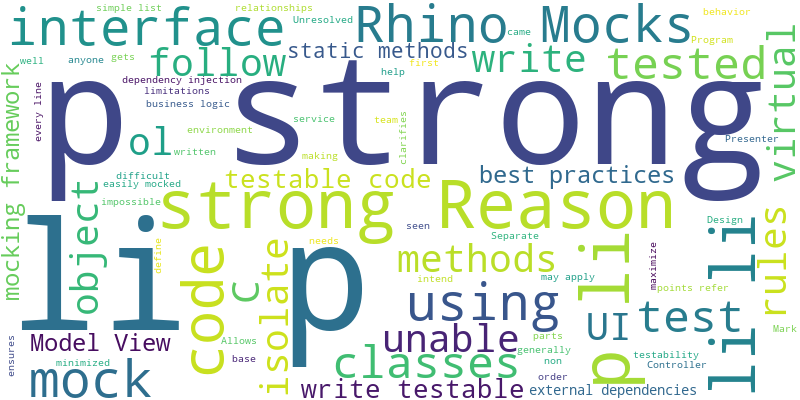 simple list
relationships
behavior
interface
Rhino Mocks
Unresolved
came
Program
well
anyone
gets
follow
static methods
write
tested
dependency injection
help
first
limitations
business logic
p strong
every line
mocking framework
ol
environment
service
team
clarifies
virtual
written
making
Presenter
testable code
best practices
difficult
easily mocked
impossible
strong Reason
object
li
p
seen
Separate
Design
li
define
code
C
isolate
needs
methods
intend
may apply
p li
maximize
points refer
rules
using
UI
test
Mark
ensures
Model View
Allows
unable
parts
generally
testability
minimized
base
classes
non
Controller
li
mock
write testable
order
external dependencies